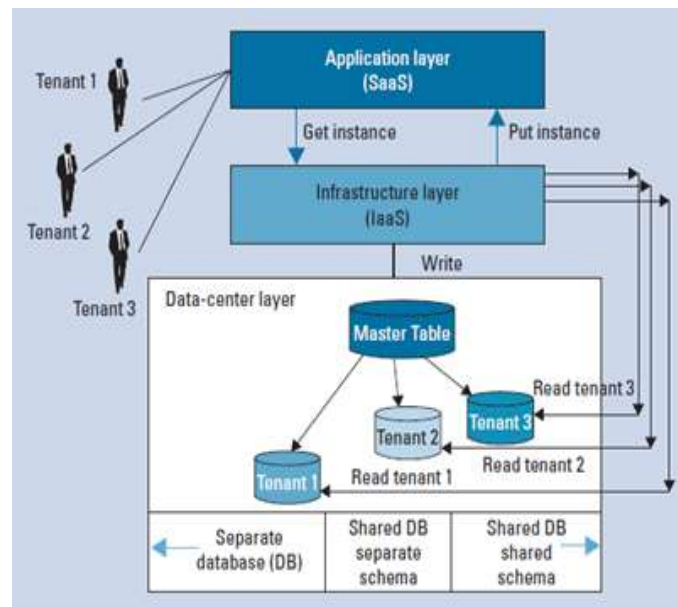 Application layer
(SaaS)
Tenant 1
Get instance
Put instance
Infrastructure layer
(IaaS)
Tenant 2
Tenant 3
Write
Data-center layer
Master Table
Read tenant 3
Tenant 3
Tenant 2
Read tenant 2
Read tenant 1
Tenant 1
Separate
database (DB)
Shared DB
separate
schema
Shared DB
shared
schema